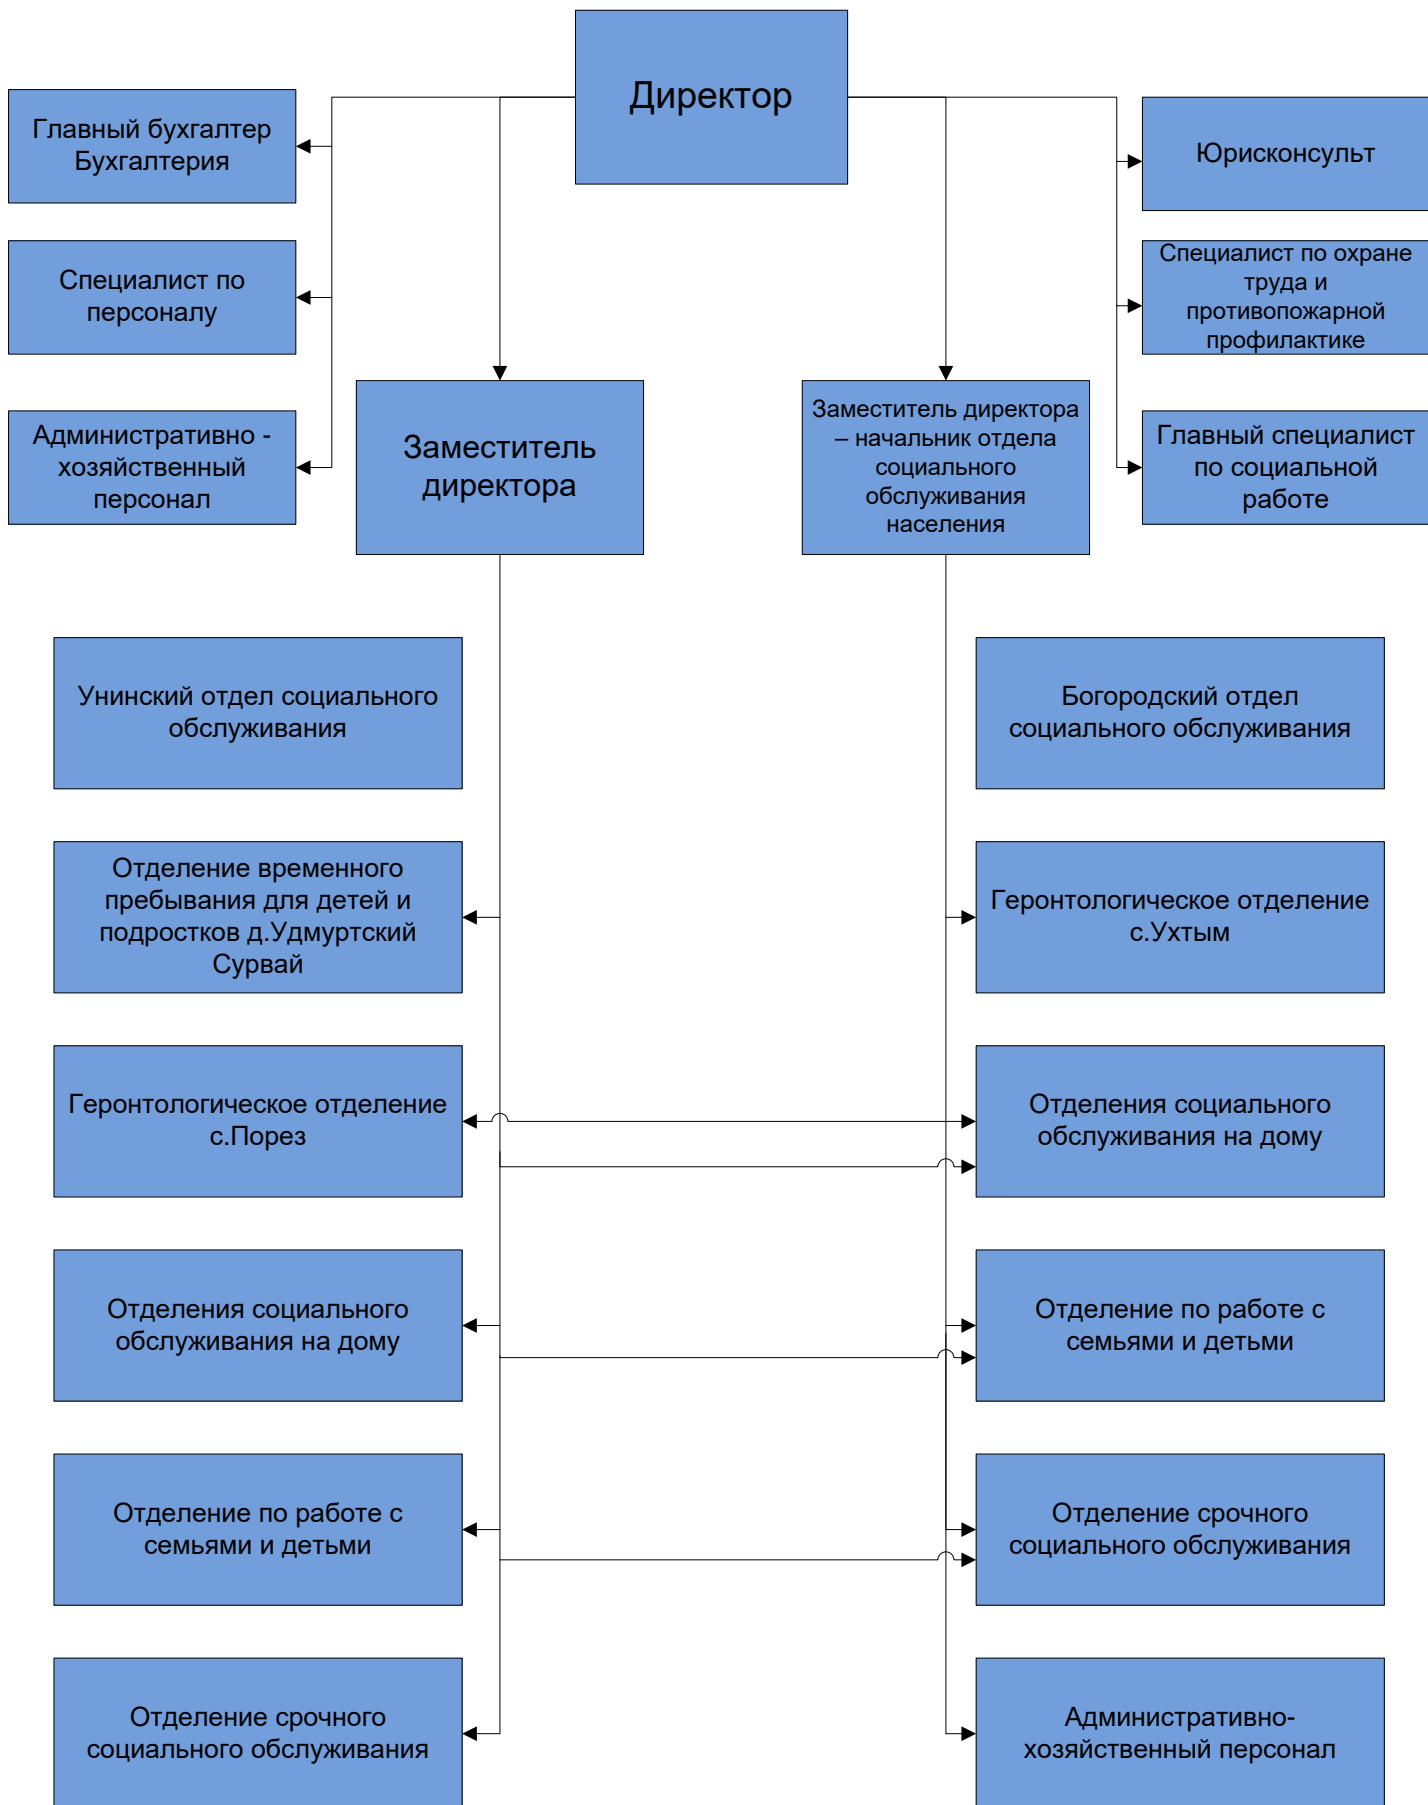 Директор
Главный бухгалтер
Бухгалтерия
Юрисконсульт
Специалист по
персоналу
Специалист по охране
труда и
противопожарной
профилактике
Административно -
хозяйственный
персонал
Заместитель
директора
Заместитель директора
– начальник отдела
социального
обслуживания
населения
Главный специалист
по социальной
работе
Унинский отдел социального
обслуживания
Богородский отдел
социального обслуживания
Отделение временного
пребывания для детей и
подростков д.Удмуртский
Сурвай
Геронтологическое отделение
с.Ухтым
Геронтологическое отделение
с.Порез
Отделения социального
обслуживания на дому
Отделения социального
обслуживания на дому
Отделение по работе с
семьями и детьми
Отделение по работе с
семьями и детьми
Отделение срочного
социального обслуживания
Отделение срочного
социального обслуживания
Административно-
хозяйственный персонал